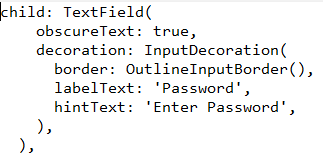 child: TextField(
obscureText: true,
decoration: InputDecoration(
border: OutlineInputBorder(),
labelText: 'Password',
hintText: 'Enter Password',
),
),